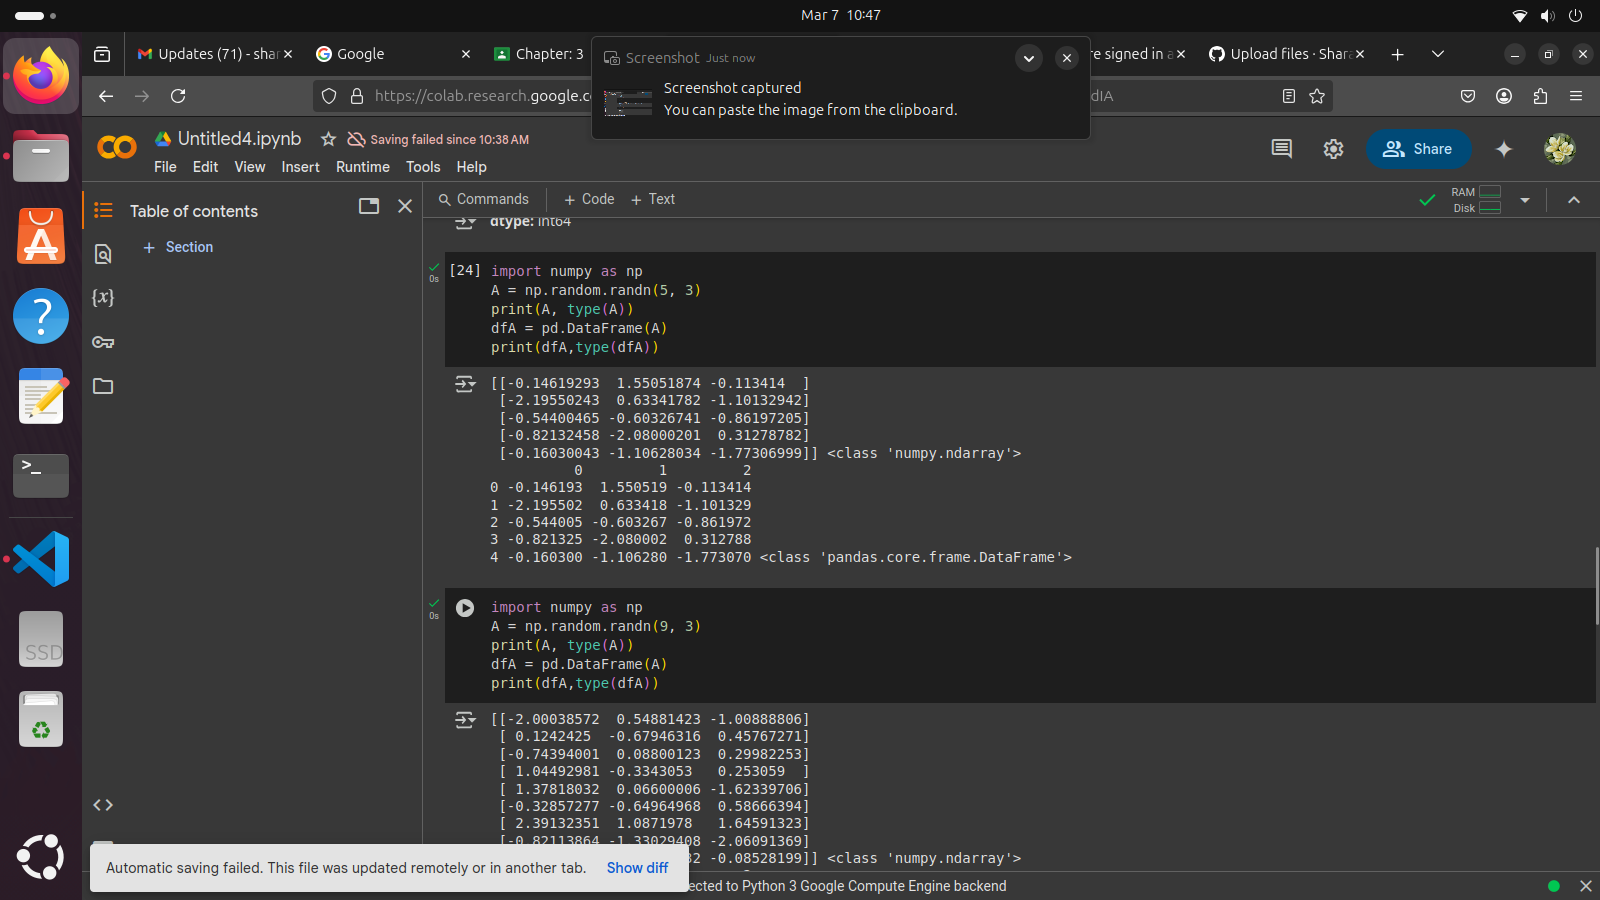 Mar 7 10:47
Updates (71) - shar
Google
Chapter: 3
re signed in a
Upload files · Shara
Screenshot Just now
Screenshot captured
You can paste the image from the clipboard.
https://colab.research.google.co
dIA
Untitled4.ipynb
Saving failed since 10:38 AM
File Edit View Insert Runtime Tools Help
Share
Table of contents
+ Section
Commands + Code + Text
RAM
Disk
dtype: int64
0s
[24] import numpy as np
A = np.random.randn(5, 3)
print(A, type(A))
dfA = pd.DataFrame(A)
print(dfA,type(dfA))
[[-0.14619293  1.55051874 -0.113414  ]
[-2.19550243  0.63341782 -1.10132942]
[-0.54400465 -0.60326741 -0.86197205]
[-0.82132458 -2.08000201  0.31278782]
[-0.16030043 -1.10628034 -1.77306999]] <class 'numpy.ndarray'>
0 1 2
0 -0.146193  1.550519 -0.113414
1 -2.195502  0.633418 -1.101329
2 -0.544005 -0.603267 -0.861972
3 -0.821325 -2.080002  0.312788
4 -0.160300 -1.106280 -1.773070 <class 'pandas.core.frame.DataFrame'>
0s
import numpy as np
A = np.random.randn(9, 3)
print(A, type(A))
dfA = pd.DataFrame(A)
print(dfA,type(dfA))
[[-2.00038572  0.54881423 -1.00888806]
[ 0.1242425  -0.67946316  0.45767271]
[-0.74394001  0.08800123  0.29982253]
[ 1.04492981 -0.3343053   0.253059  ]
[ 1.37818032  0.06600006 -1.62339706]
[-0.32857277 -0.64964968  0.58666394]
[ 2.39132351  1.0871978   1.64591323]
[-0.82113864 -1.33029408 -2.06091369]
32 -0.08528199]] <class 'numpy.ndarray'>
Automatic saving failed. This file was updated remotely or in another tab. Show diff
ected to Python 3 Google Compute Engine backend
SSD